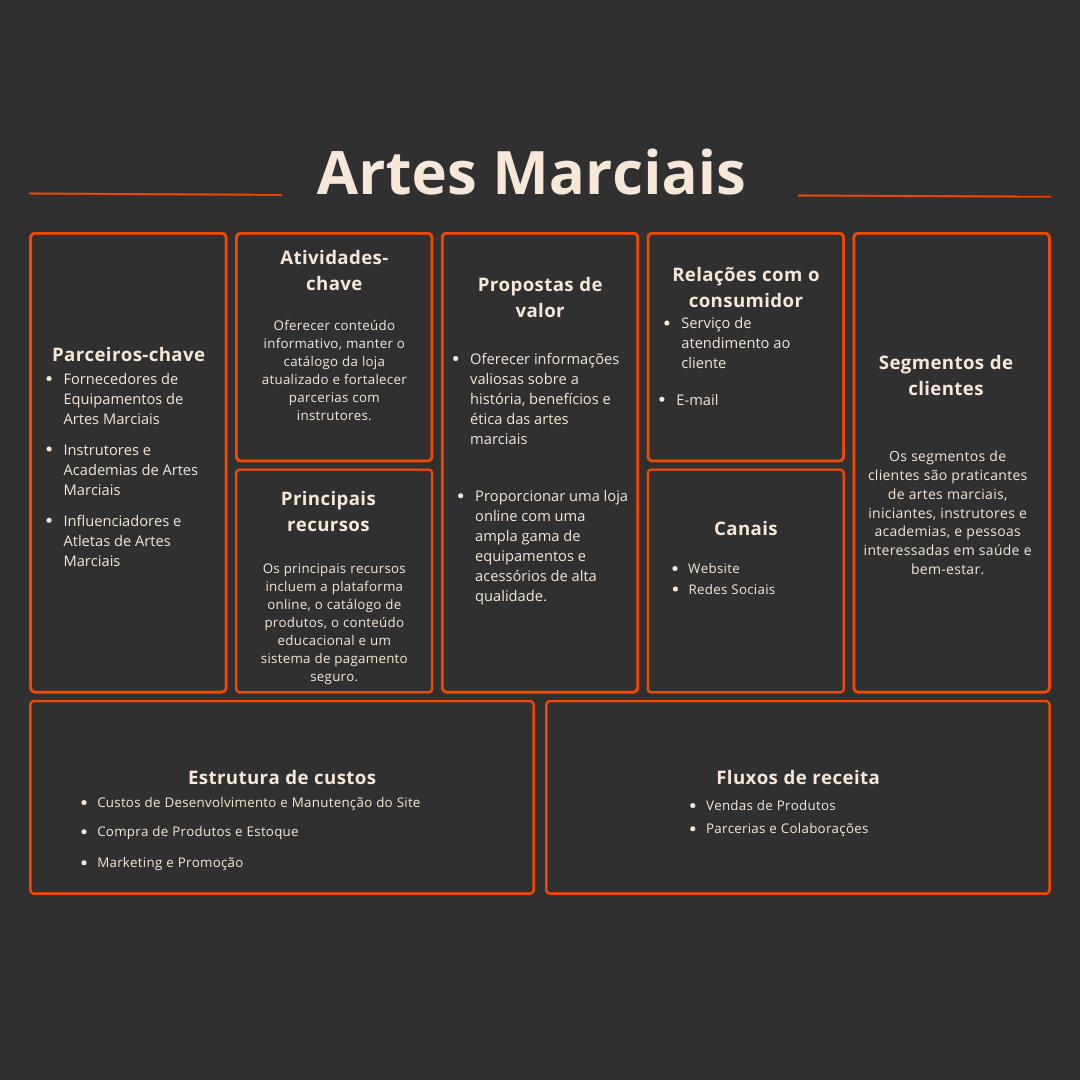 Artes Marciais
Parceiros-chave
• Fornecedores de
Equipamentos de
Artes Marciais
• Instrutores e
Academias de Artes
Marciais
• Influenciadores e
Atletas de Artes
Marciais
Atividades-
chave
Oferecer conteúdo
informativo, manter o
catálogo da loja
atualizado e fortalecer
parcerias com
instrutores.
Principais
recursos
Os principais recursos
incluem a plataforma
online, o catálogo de
produtos, o conteúdo
educacional e um
sistema de pagamento
seguro.
Propostas de
valor
• Oferecer informações
valiosas sobre a
história, benefícios e
ética das artes
marciais
• Proporcionar uma loja
online com uma
ampla gama de
equipamentos e
acessórios de alta
qualidade.
Relações com o
consumidor
• Serviço de
atendimento ao
cliente
• E-mail
Canais
• Website
• Redes Sociais
Segmentos de
clientes
Os segmentos de
clientes são praticantes
de artes marciais,
iniciantes, instrutores e
academias, e pessoas
interessadas em saúde e
bem-estar.
Estrutura de custos
• Custos de Desenvolvimento e Manutenção do Site
• Compra de Produtos e Estoque
• Marketing e Promoção
Fluxos de receita
• Vendas de Produtos
• Parcerias e Colaborações